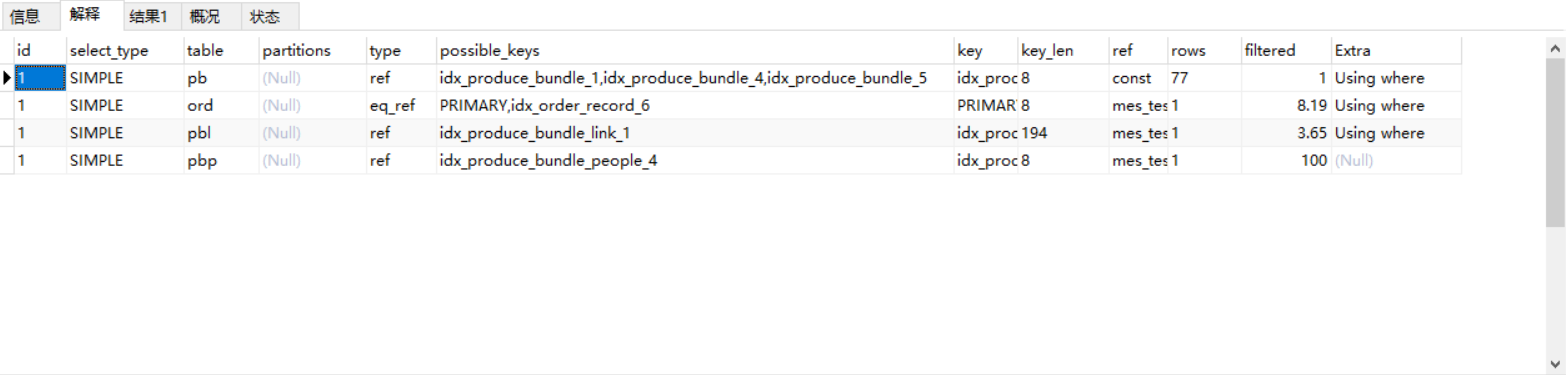 信息 解释 结果1 概况 状态
id select_type table partitions type possible_keys key key_len ref rows filtered Extra
1 SIMPLE pb (Null) ref idx_produce_bundle_1,idx_produce_bundle_4,idx_produce_bundle_5 idx_proc 8 const 77 1 Using where
1 SIMPLE ord (Null) eq_ref PRIMARY,idx_order_record_6 PRIMAR 8 mes_tes 1 8.19 Using where
1 SIMPLE pbl (Null) ref idx_produce_bundle_link_1 idx_proc 194 mes_tes 1 3.65 Using where
1 SIMPLE pbp (Null) ref idx_produce_bundle_people_4 idx_proc 8 mes_tes 1 100 (Null)